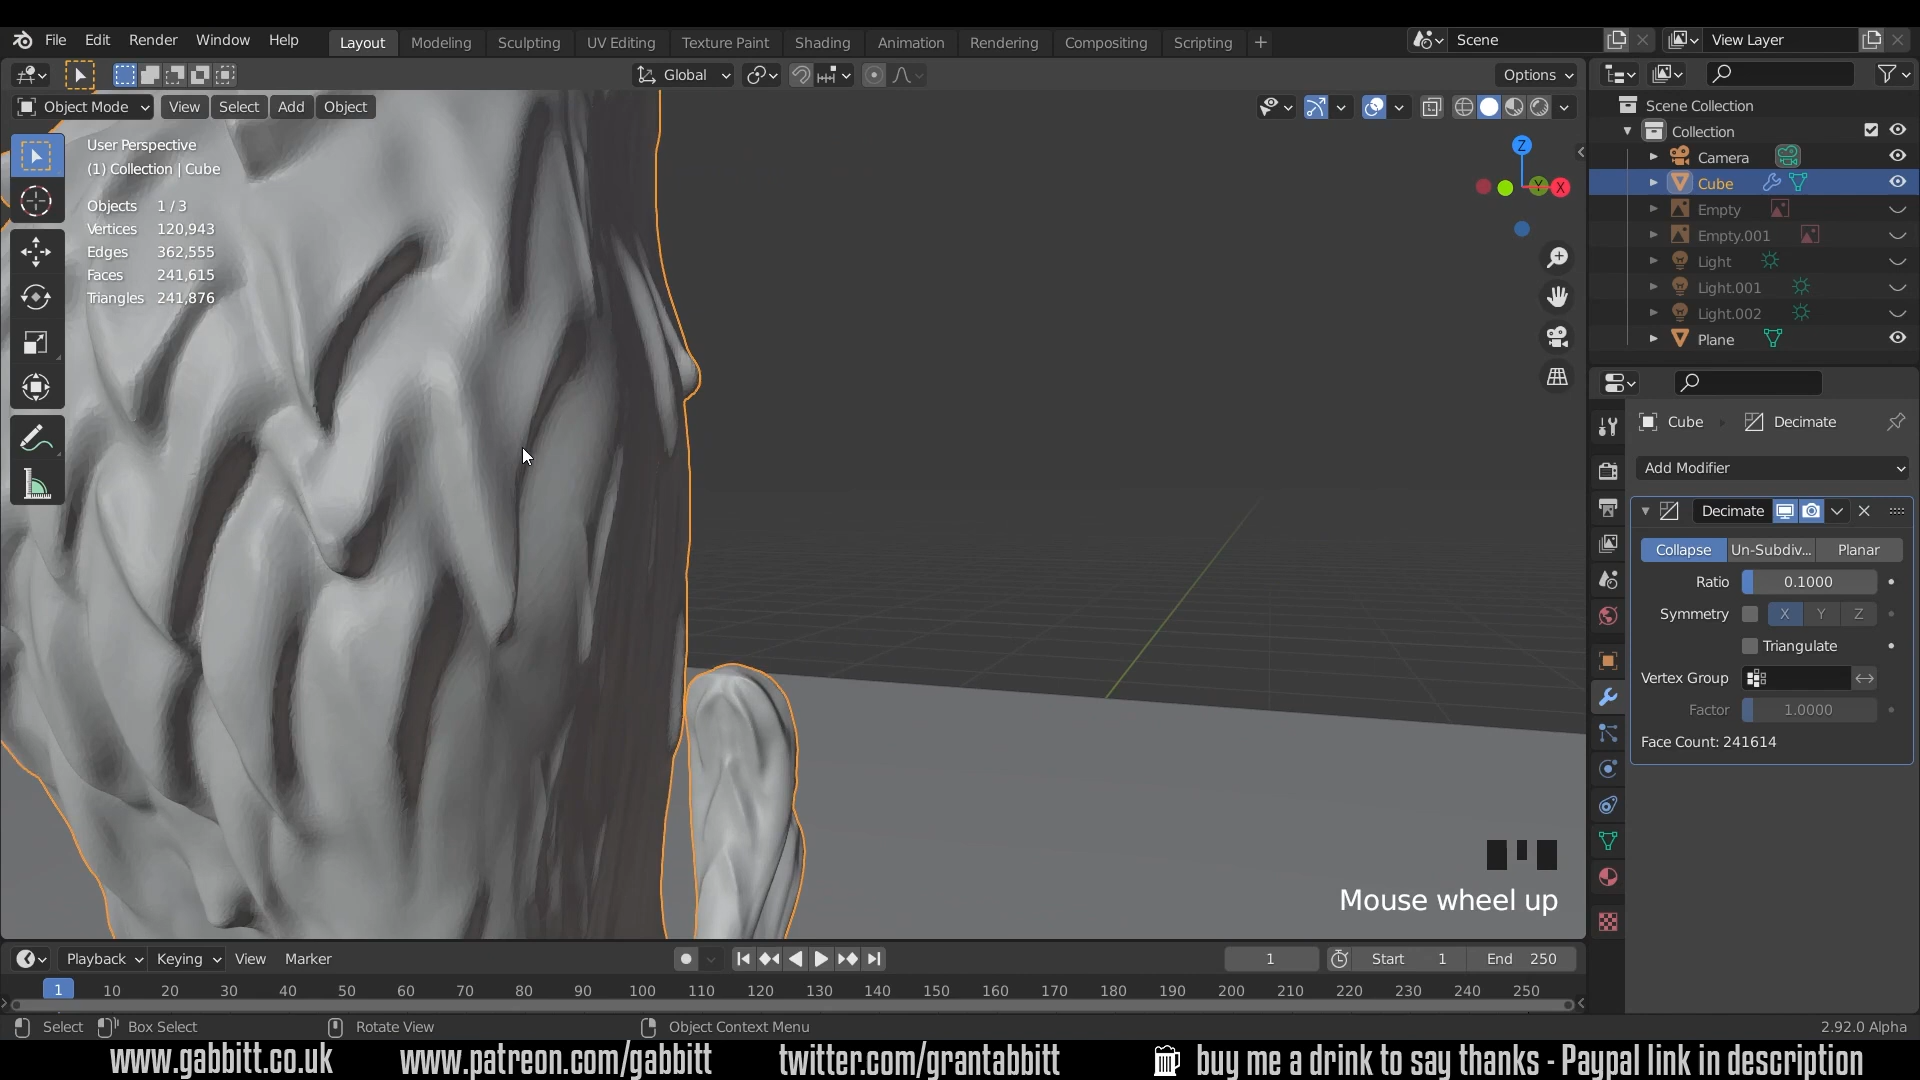 File Edit Render Window Help Layout Modeling Sculpting UV Editing Texture Paint Shading Animation Rendering Compositing Scripting + Scene View Layer
Global Options
Object Mode View Select Add Object
User Perspective
(1) Collection | Cube
Objects 1 / 3
Vertices 120,943
Edges 362,555
Faces 241,615
Triangles 241,876
Z
Y
X
Scene Collection
Collection
Camera
Cube
Empty
Empty.001
Light
Light.001
Light.002
Plane
Cube Decimate
Add Modifier
Decimate
Collapse Un-Subdiv... Planar
Ratio 0.1000
Symmetry X Y Z
Triangulate
Vertex Group
Factor 1.0000
Face Count: 241614
Mouse wheel up
Playback Keying View Marker 1 Start 1 End 250
1 10 20 30 40 50 60 70 80 90 100 110 120 130 140 150 160 170 180 190 200 210 220 230 240 250
Select Box Select Rotate View Object Context Menu 2.92.0 Alpha
www.gabbitt.co.uk www.patreon.com/gabbitt twitter.com/grantabbitt buy me a drink to say thanks - Paypal link in description